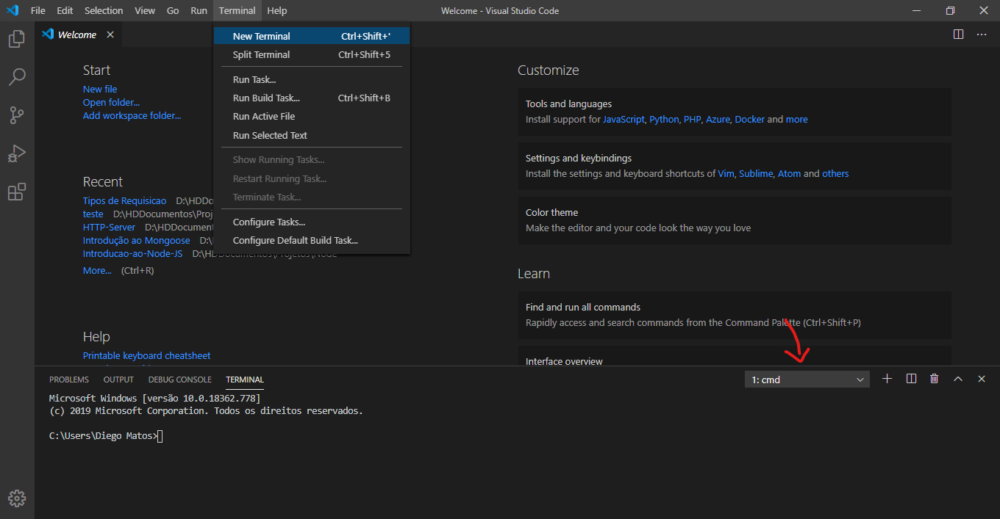 File Edit Selection View Go Run Terminal Help Welcome - Visual Studio Code
Welcome
New Terminal Ctrl+Shift+'
Split Terminal Ctrl+Shift+5
Run Task...
Run Build Task... Ctrl+Shift+B
Run Active File
Run Selected Text
Show Running Tasks...
Restart Running Task...
Terminate Task...
Configure Tasks...
Configure Default Build Task...
Start
New file
Open folder...
Add workspace folder...
Recent
Tipos de Requisicao D:\HDDo
teste D:\HDDocumentos\Proj
HTTP-Server D:\HDDocument
Introdução ao Mongoose D:\
Introducao-ao-Node-JS D:\HDDocumentos\Projetos\Node
More... (Ctrl+R)
Help
Printable keyboard cheatsheet
Customize
Tools and languages
Install support for JavaScript, Python, PHP, Azure, Docker and more
Settings and keybindings
Install the settings and keyboard shortcuts of Vim, Sublime, Atom and others
Color theme
Make the editor and your code look the way you love
Learn
Find and run all commands
Rapidly access and search commands from the Command Palette (Ctrl+Shift+P)
Interface overview
PROBLEMS OUTPUT DEBUG CONSOLE TERMINAL 1: cmd
Microsoft Windows [versão 10.0.18362.778]
(c) 2019 Microsoft Corporation. Todos os direitos reservados.
C:\Users\Diego Matos>